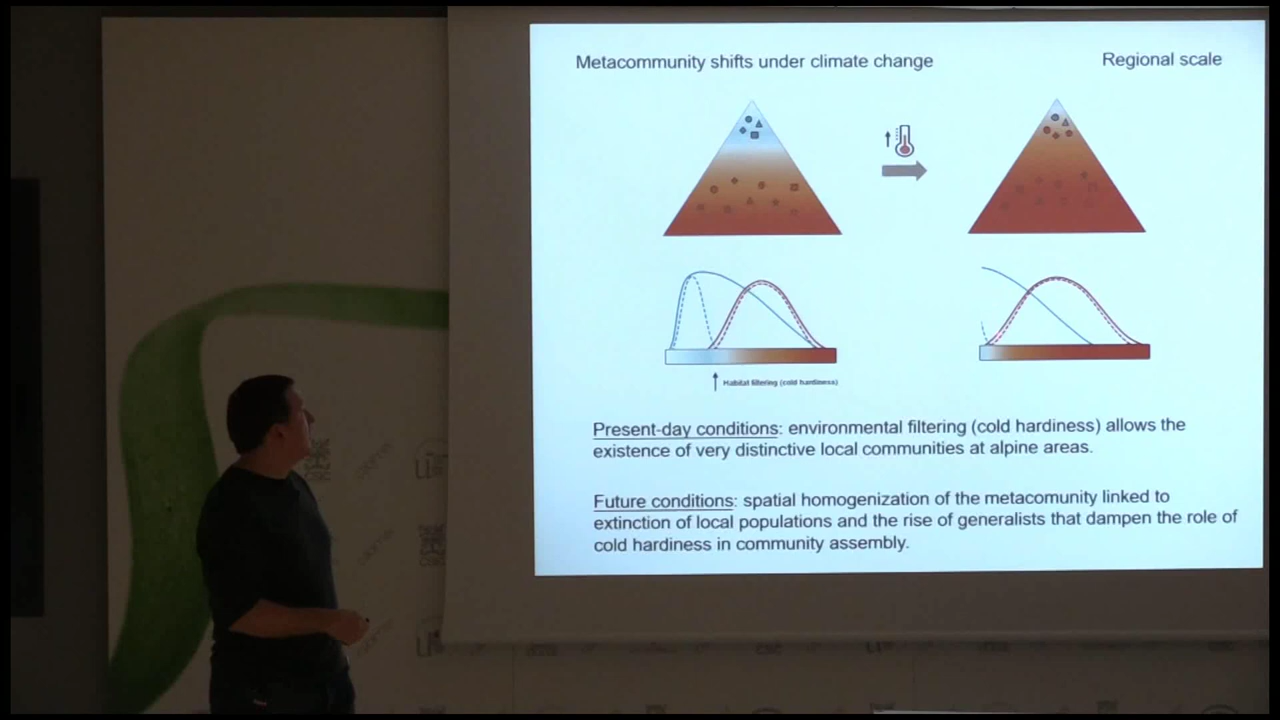 Metacommunity shifts under climate change
Regional scale
Habitat filtering (cold hardiness)
Present-day conditions: environmental filtering (cold hardiness) allows the
existence of very distinctive local communities at alpine areas.
Future conditions: spatial homogenization of the metacomunity linked to
extinction of local populations and the rise of generalists that dampen the role of
cold hardiness in community assembly.